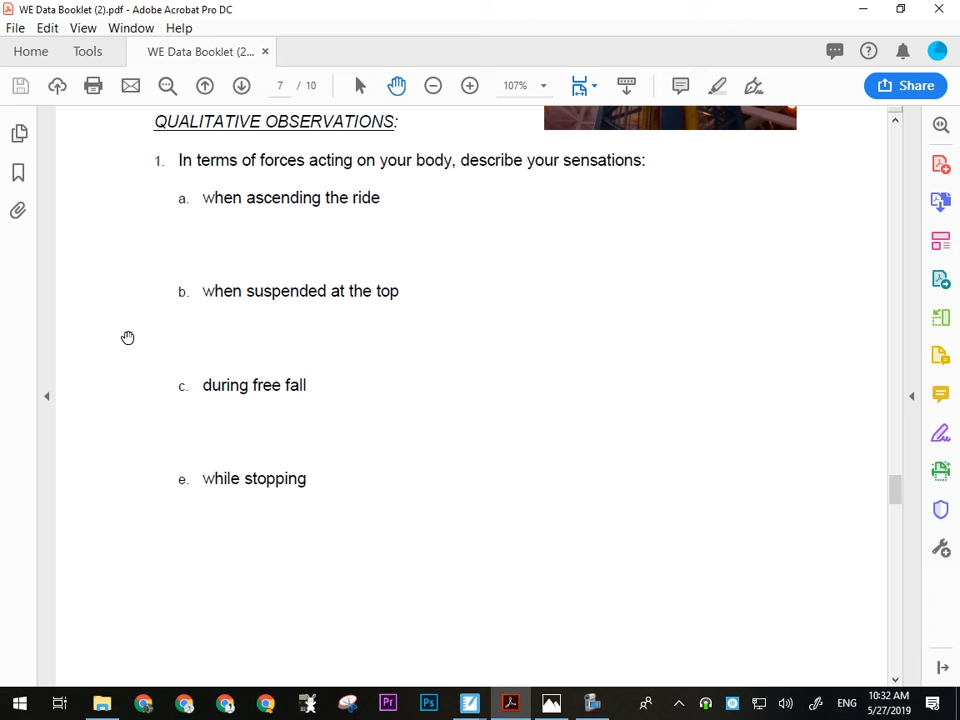 WE Data Booklet (2).pdf - Adobe Acrobat Pro DC
File Edit View Window Help
Home Tools WE Data Booklet (2... ×
7 / 10 107% Share
QUALITATIVE OBSERVATIONS:
1. In terms of forces acting on your body, describe your sensations:
a. when ascending the ride
b. when suspended at the top
c. during free fall
e. while stopping
Pr Ps ENG
10:32 AM
5/27/2019